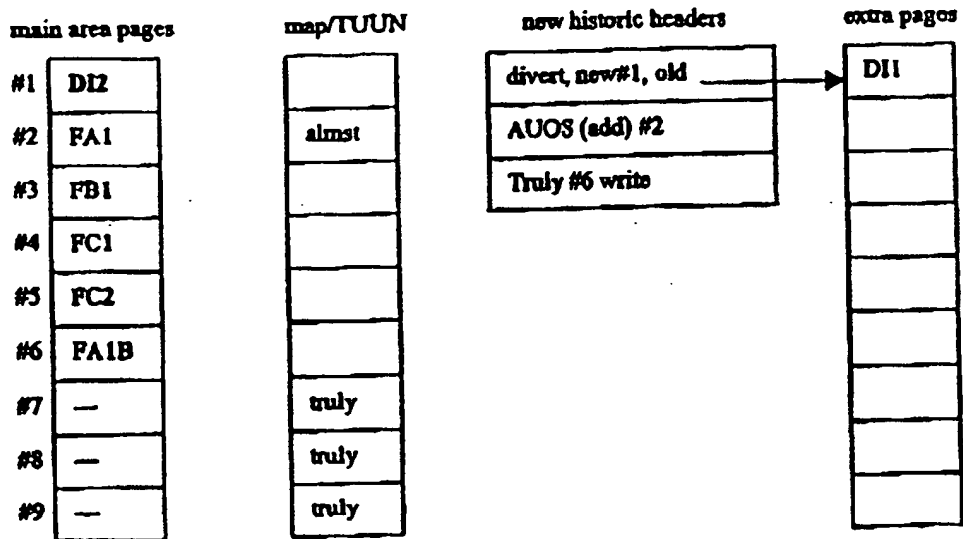 main area pages
map/TUUN
new historic headers
extra pages
#1 DI2
divert, new#1, old
DI1
#2 FA1 almst
AUOS (add) #2
#3 FB1
Truly #6 write
#4 FC1
#5 FC2
#6 FA1B
#7 — truly
#8 — truly
#9 — truly